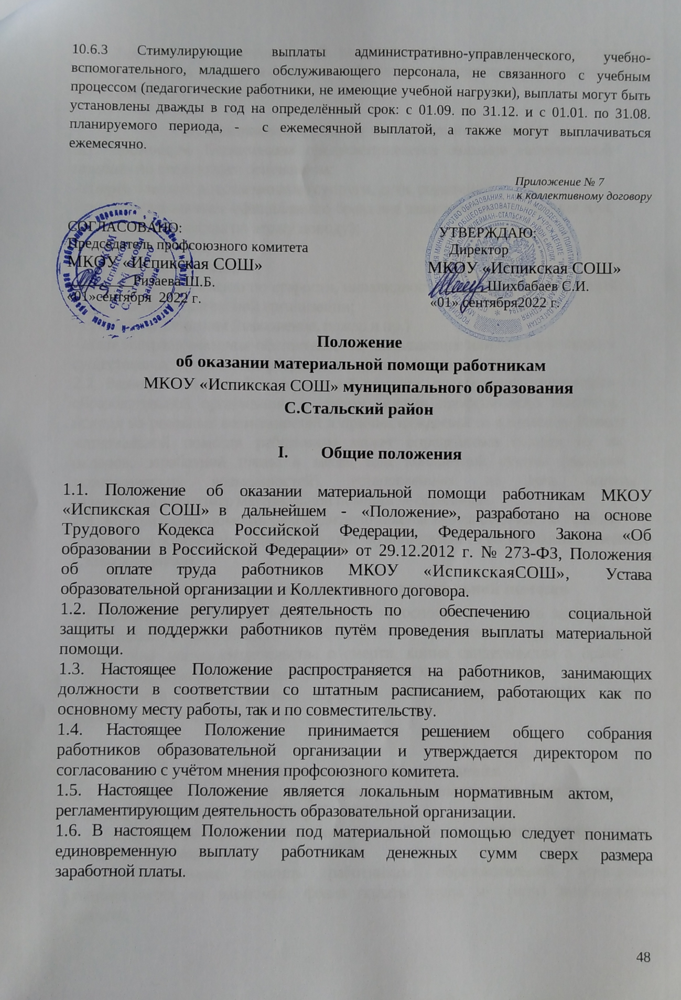 10.6.3 Стимулирующие выплаты административно-управленческого, учебно-
вспомогательного, младшего обслуживающего персонала, не связанного с учебным
процессом (педагогические работники, не имеющие учебной нагрузки), выплаты могут быть
установлены дважды в год на определённый срок: с 01.09. по 31.12. и с 01.01. по 31.08.
планируемого периода, - с ежемесячной выплатой, а также могут выплачиваться
ежемесячно.
Приложение № 7
к коллективному договору
СОГЛАСОВАНО:
Председатель профсоюзного комитета
МКОУ «Испикская СОШ»
Ризаева Ш.Б.
«01»сентября 2022 г.
УТВЕРЖДАЮ:
Директор
МКОУ «Испикская СОШ»
Шихбабаев С.И.
«01» сентября2022 г.
Положение
об оказании материальной помощи работникам
МКОУ «Испикская СОШ» муниципального образования
С.Стальский район
I. Общие положения
1.1. Положение об оказании материальной помощи работникам МКОУ
«Испикская СОШ» в дальнейшем - «Положение», разработано на основе
Трудового Кодекса Российской Федерации, Федерального Закона «Об
образовании в Российской Федерации» от 29.12.2012 г. № 273-ФЗ, Положения
об оплате труда работников МКОУ «ИспикскаяСОШ», Устава
образовательной организации и Коллективного договора.
1.2. Положение регулирует деятельность по обеспечению социальной
защиты и поддержки работников путём проведения выплаты материальной
помощи.
1.3. Настоящее Положение распространяется на работников, занимающих
должности в соответствии со штатным расписанием, работающих как по
основному месту работы, так и по совместительству.
1.4. Настоящее Положение принимается решением общего собрания
работников образовательной организации и утверждается директором по
согласованию с учётом мнения профсоюзного комитета.
1.5. Настоящее Положение является локальным нормативным актом,
регламентирующим деятельность образовательной организации.
1.6. В настоящем Положении под материальной помощью следует понимать
единовременную выплату работникам денежных сумм сверх размера
заработной платы.
48